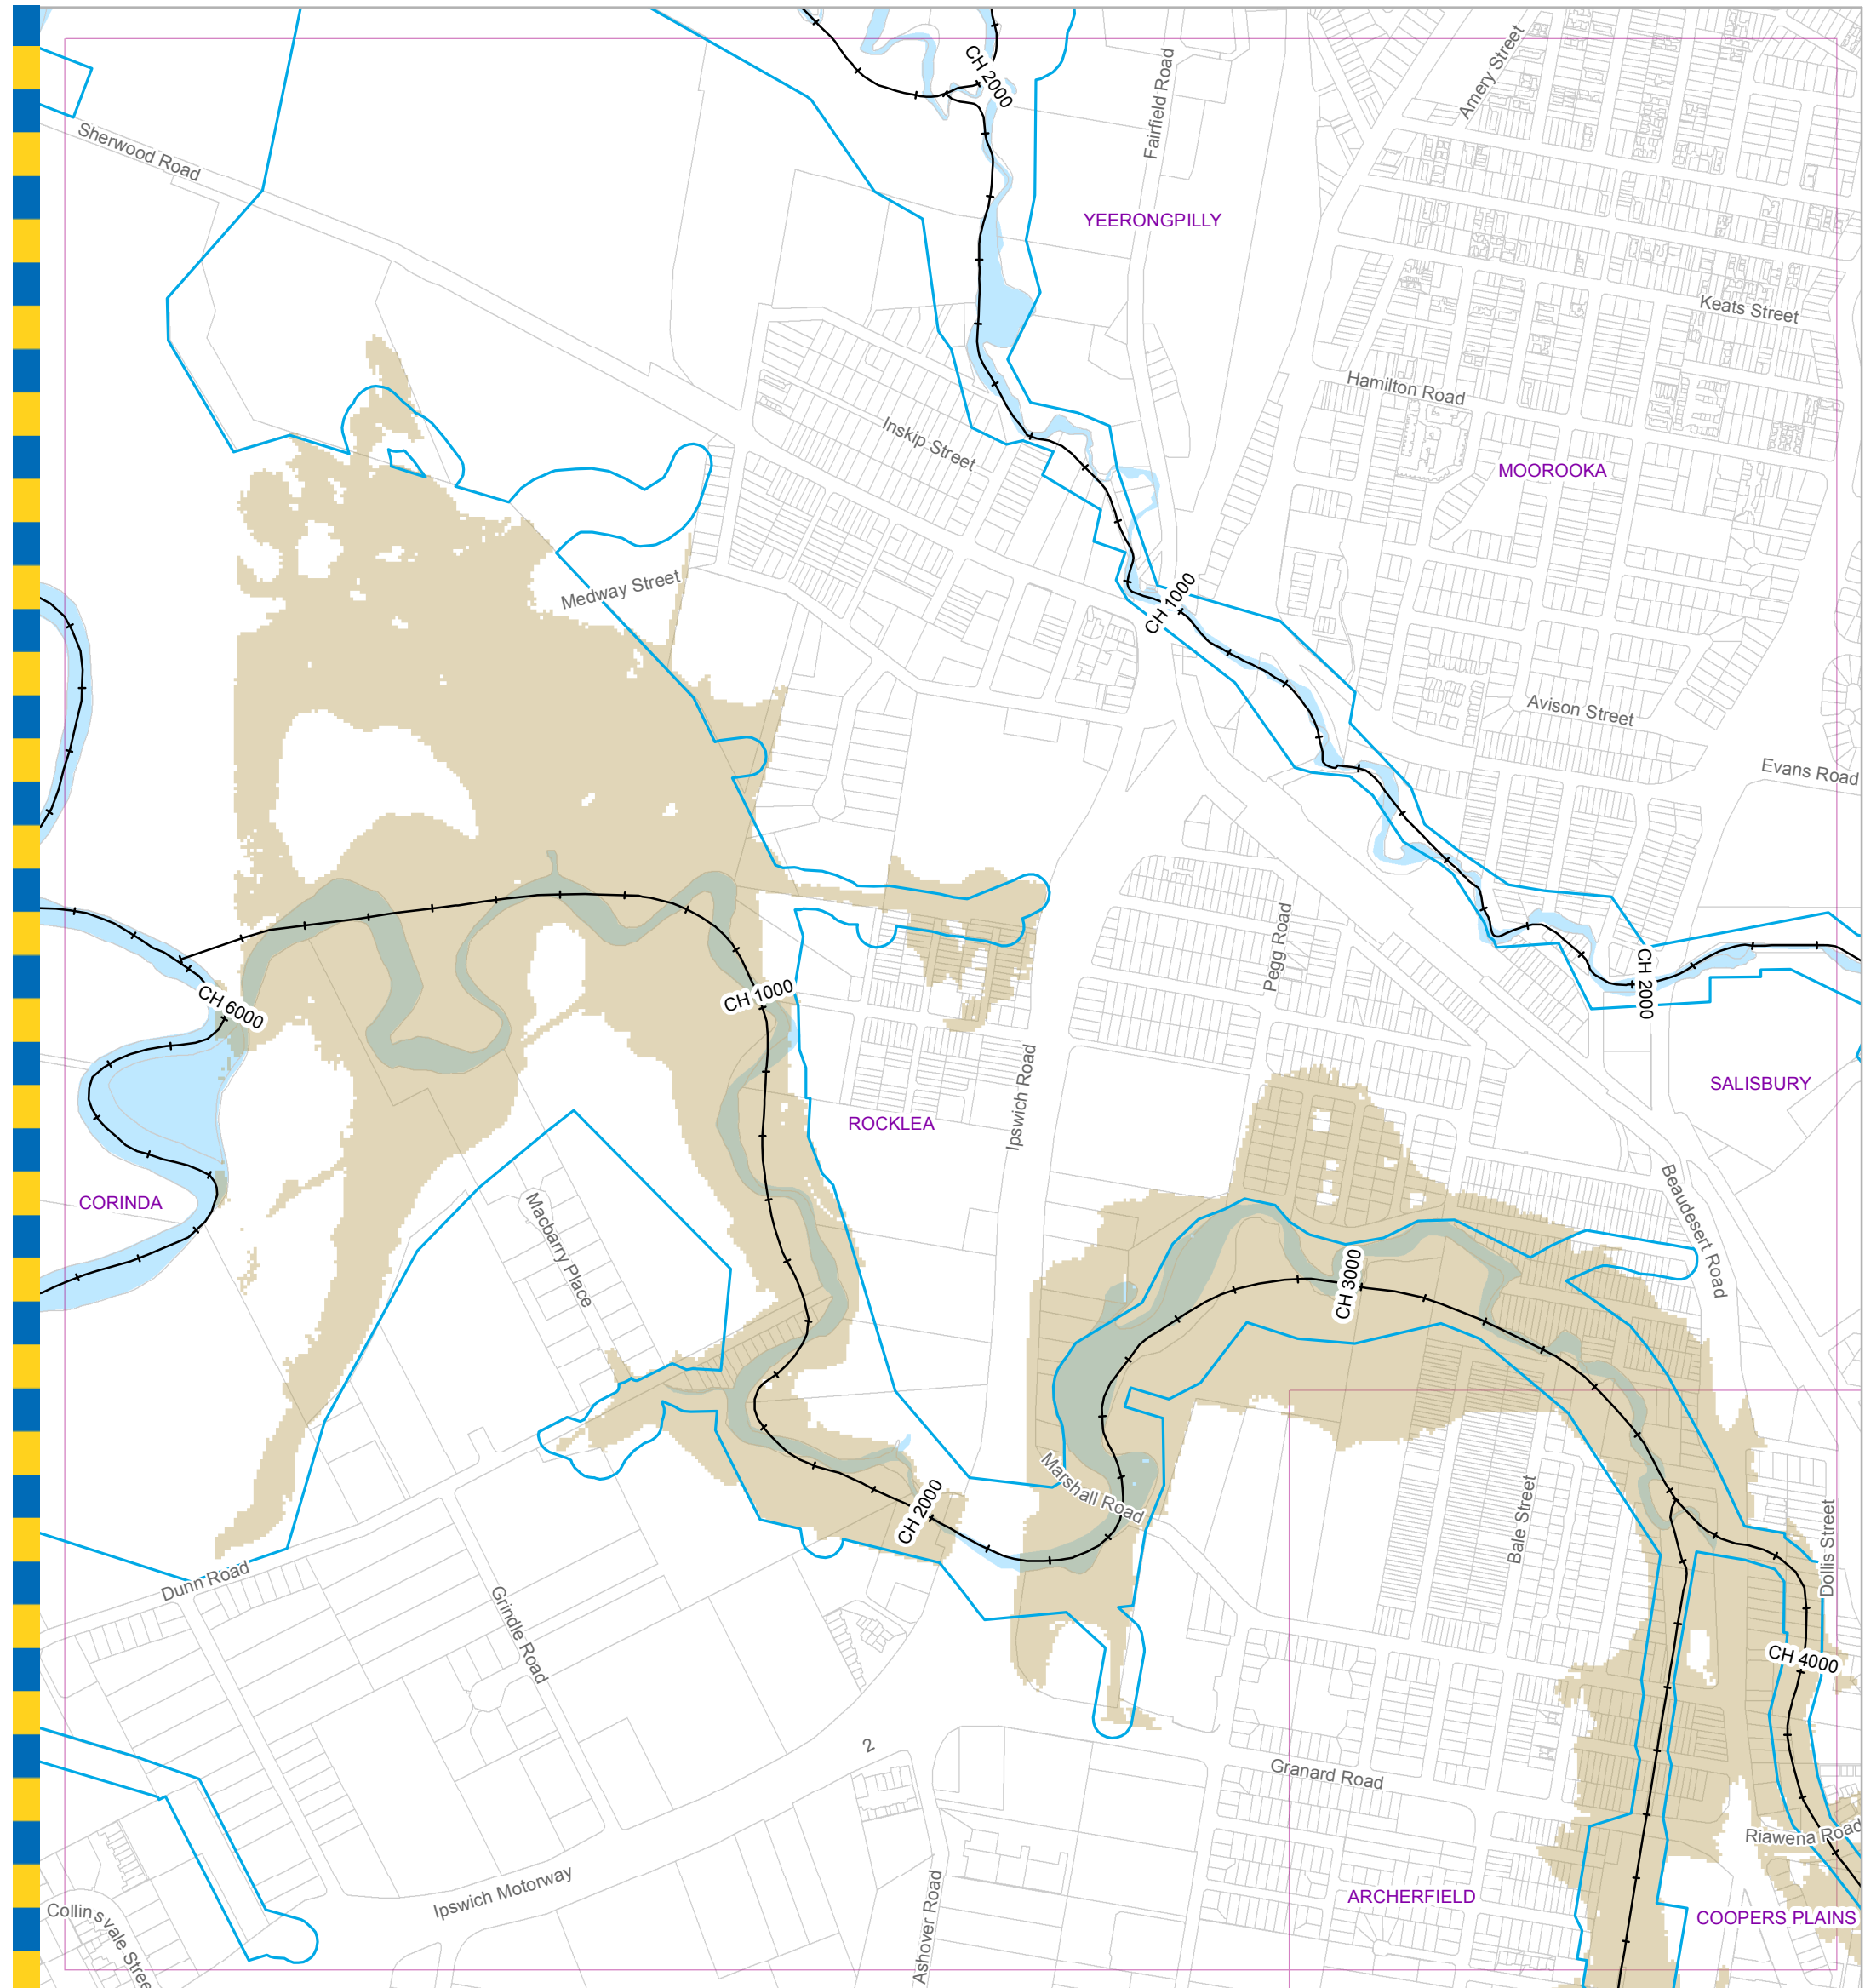 CH 2000
Amery Street
Fairfield Road
Sherwood Road
YEERONGPILLY
Keats Street
Hamilton Road
Inskip Street
MOOROOKA
Medway Street
CH 1000
Avison Street
Evans Road
Pegg Road
CH 1000
CH 2000
CH 6000
Ipswich Road
SALISBURY
ROCKLEA
CORINDA
Macbarry Place
Beaudesert Road
CH 3000
Marshall Road
CH 2000
Bale Street
Dollis Street
Dunn Road
Grindle Road
CH 4000
2
Granard Road
Riawena Road
Ipswich Motorway
Ashover Road
ARCHERFIELD
COOPERS PLAINS
Collinsvale Stree